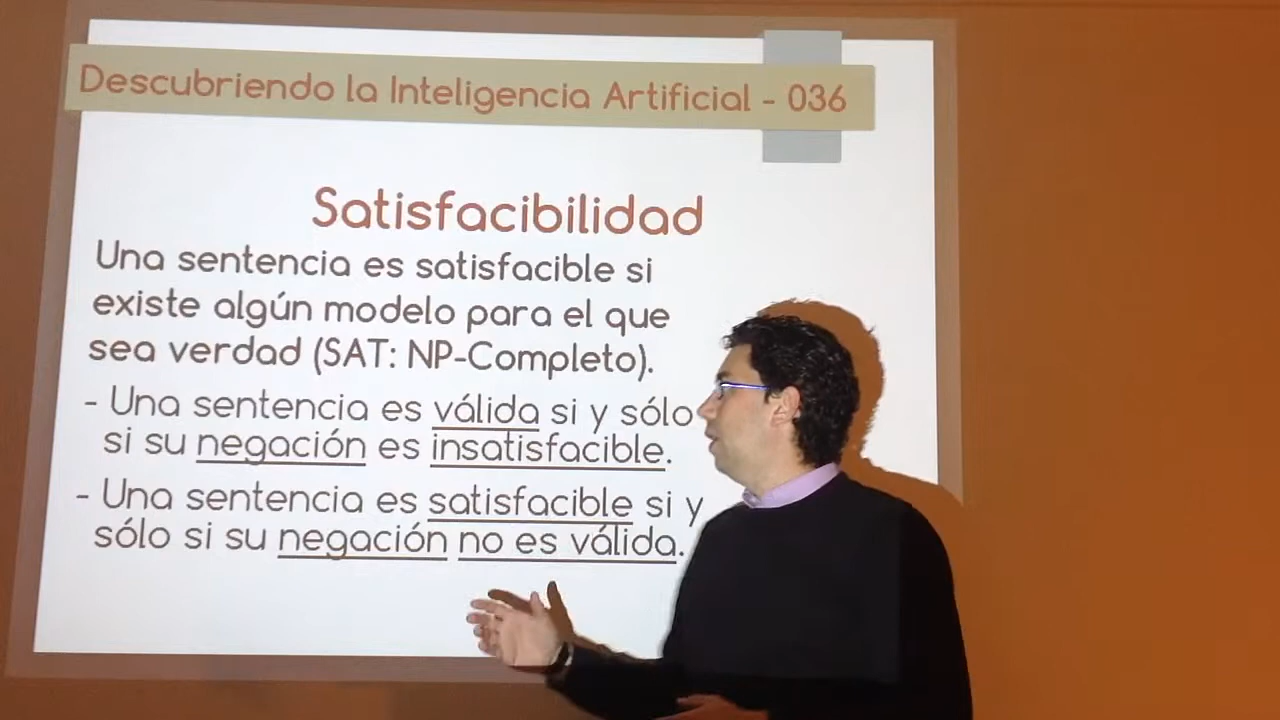 Descubriendo la Inteligencia Artificial - 036
Satisfacibilidad
Una sentencia es satisfacible si
existe algún modelo para el que
sea verdad (SAT: NP-Completo).
- Una sentencia es válida si y sólo
si su negación es insatisfacible.
- Una sentencia es satisfacible si y
sólo si su negación no es válida.